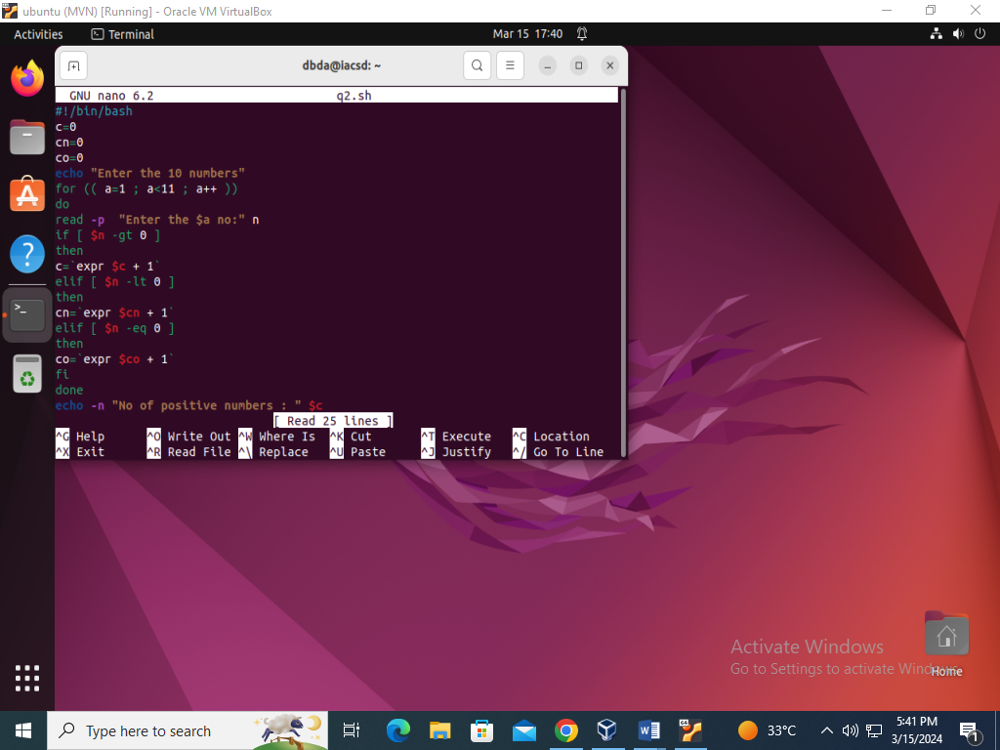 ubuntu (MVN) [Running] - Oracle VM VirtualBox
Activities Terminal Mar 15 17:40
dbda@iacsd: ~
GNU nano 6.2 q2.sh
#!/bin/bash
c=0
cn=0
co=0
echo "Enter the 10 numbers"
for (( a=1 ; a<11 ; a++ ))
do
read -p  "Enter the $a no:" n
if [ $n -gt 0 ]
then
c=`expr $c + 1`
elif [ $n -lt 0 ]
then
cn=`expr $cn + 1`
elif [ $n -eq 0 ]
then
co=`expr $co + 1`
fi
done
echo -n "No of positive numbers : " $c
[ Read 25 lines ]
^G Help ^O Write Out ^W Where Is ^K Cut ^T Execute ^C Location
^X Exit ^R Read File ^\ Replace ^U Paste ^J Justify ^/ Go To Line
Activate Windows
Go to Settings to activate Windows.
Home
Type here to search
33°C
5:41 PM
3/15/2024
1